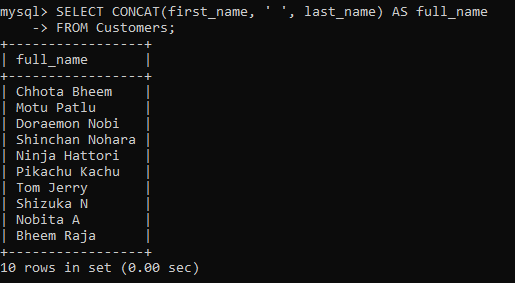 mysql> SELECT CONCAT(first_name, ' ', last_name) AS full_name
    -> FROM Customers;
+-----------------+
| full_name       |
+-----------------+
| Chhota Bheem    |
| Motu Patlu      |
| Doraemon Nobi   |
| Shinchan Nohara |
| Ninja Hattori   |
| Pikachu Kachu   |
| Tom Jerry       |
| Shizuka N       |
| Nobita A        |
| Bheem Raja      |
+-----------------+
10 rows in set (0.00 sec)